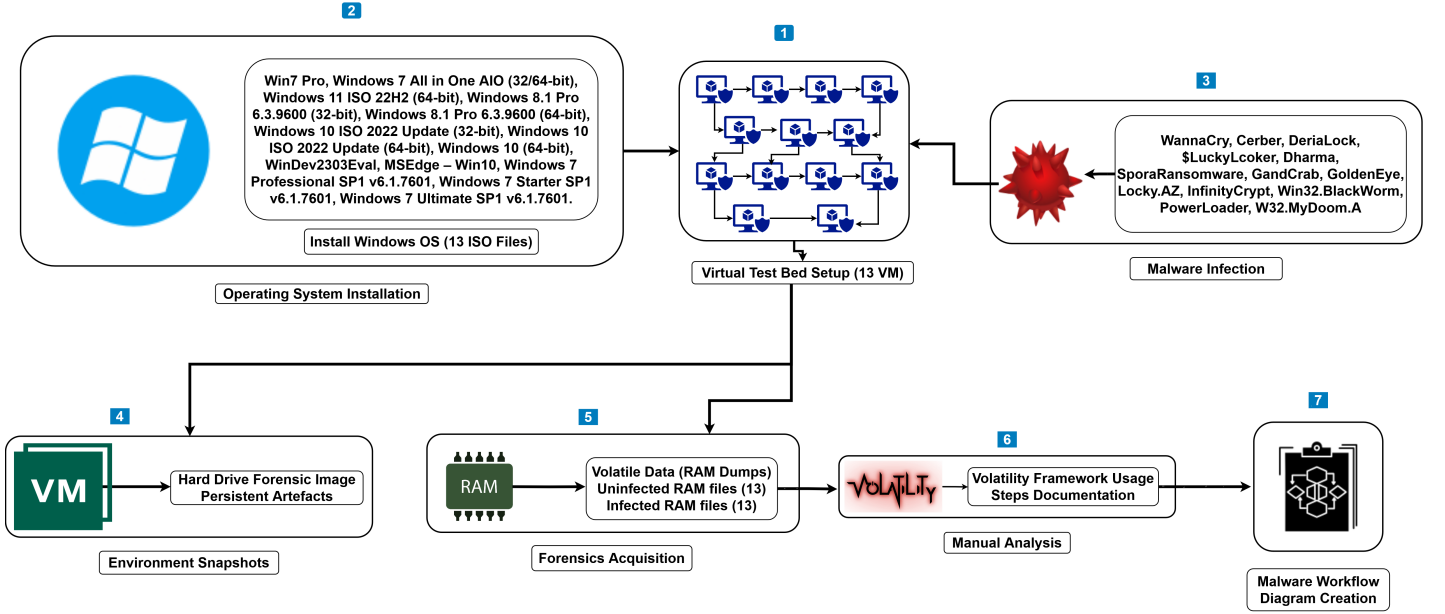 2
Win7 Pro, Windows 7 All in One AIO (32/64-bit),
Windows 11 ISO 22H2 (64-bit), Windows 8.1 Pro
6.3.9600 (32-bit), Windows 8.1 Pro 6.3.9600 (64-bit),
Windows 10 ISO 2022 Update (32-bit), Windows 10
ISO 2022 Update (64-bit), Windows 10 (64-bit),
WinDev2303Eval, MSEdge – Win10, Windows 7
Professional SP1 v6.1.7601, Windows 7 Starter SP1
v6.1.7601, Windows 7 Ultimate SP1 v6.1.7601.
Install Windows OS (13 ISO Files)
Operating System Installation
1
Virtual Test Bed Setup (13 VM)
3
WannaCry, Cerber, DeriaLock,
$LuckyLcoker, Dharma,
SporaRansomware, GandCrab, GoldenEye,
Locky.AZ, InfinityCrypt, Win32.BlackWorm,
PowerLoader, W32.MyDoom.A
Malware Infection
4
VM
Hard Drive Forensic Image
Persistent Artefacts
Environment Snapshots
5
RAM
Volatile Data (RAM Dumps)
Uninfected RAM files (13)
Infected RAM files (13)
Forensics Acquisition
6
VOLATILITY
Volatility Framework Usage
Steps Documentation
Manual Analysis
7
Malware Workflow
Diagram Creation